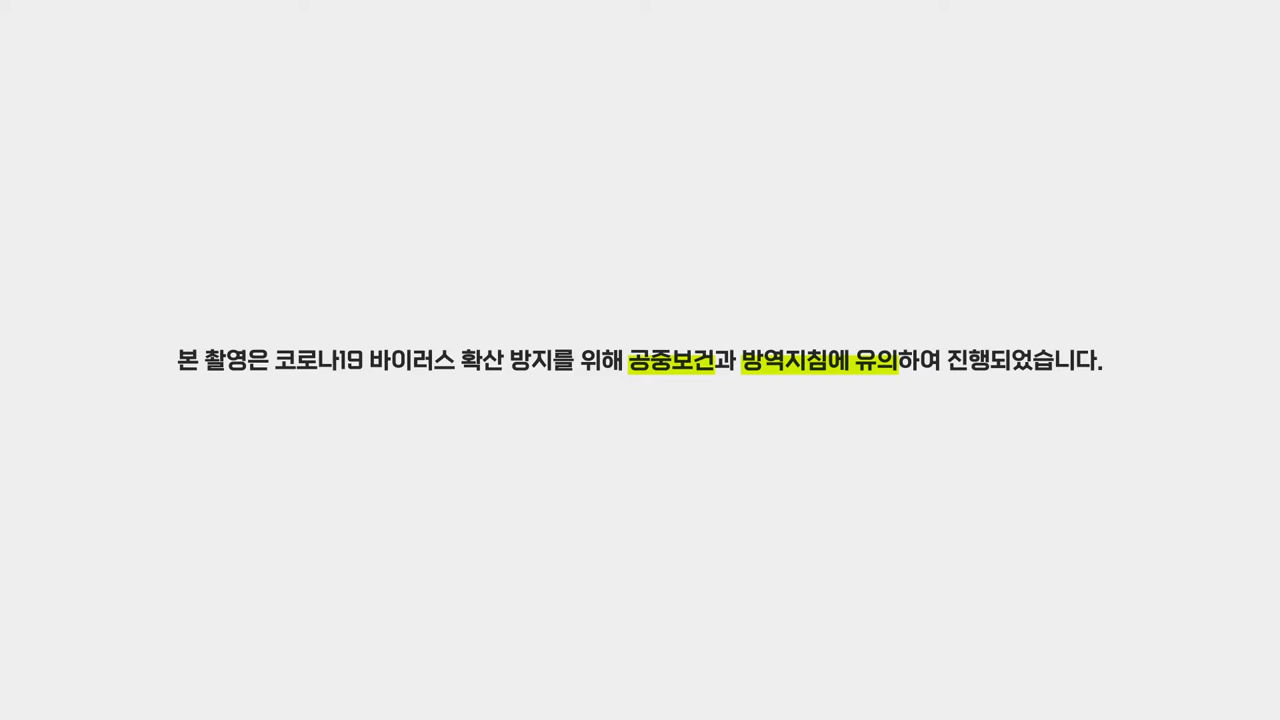 본 촬영은 코로나19 바이러스 확산 방지를 위해 공중보건과 방역지침에 유의하여 진행되었습니다.